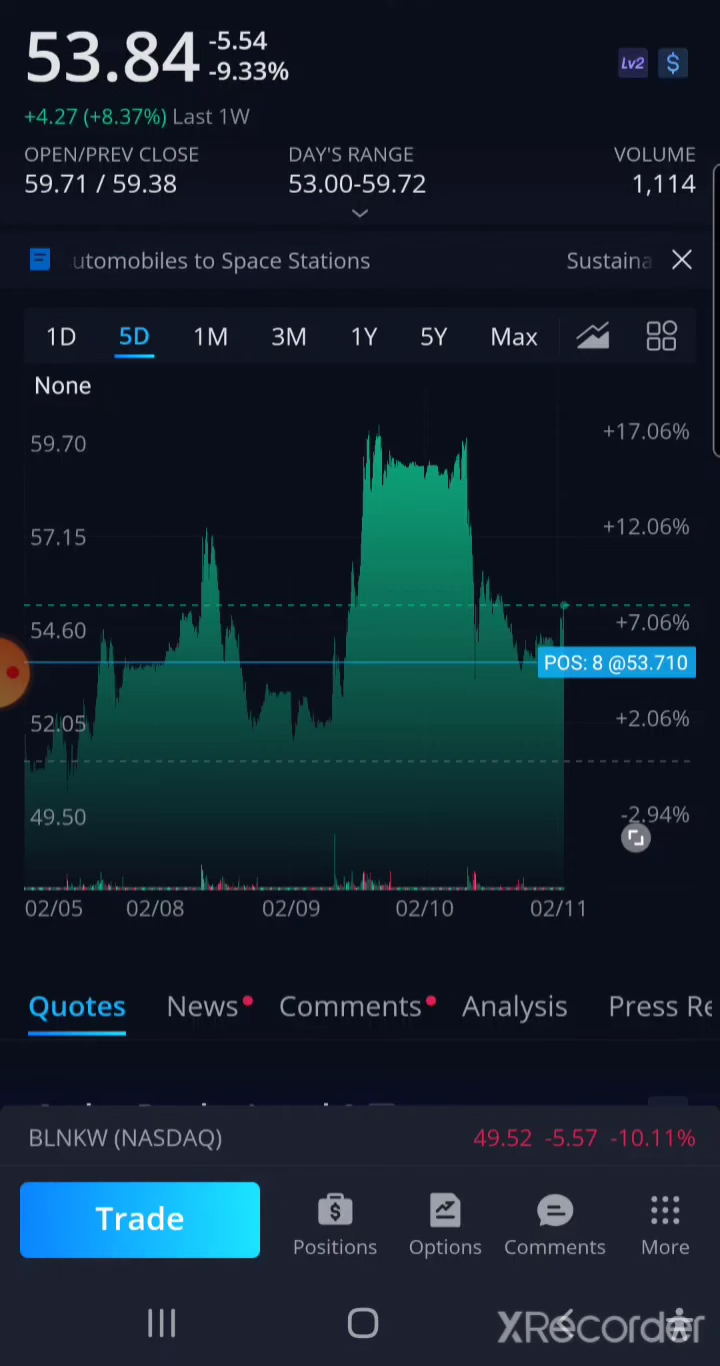 53.84 -5.54
-9.33%
Lv2 $
+4.27 (+8.37%) Last 1W
OPEN/PREV CLOSE DAY'S RANGE VOLUME
59.71 / 59.38 53.00-59.72 1,114
utomobiles to Space Stations Sustaina
1D 5D 1M 3M 1Y 5Y Max
None
59.70 +17.06%
57.15 +12.06%
54.60 +7.06%
POS: 8 @53.710
52.05 +2.06%
49.50 -2.94%
02/05 02/08 02/09 02/10 02/11
Quotes News Comments Analysis Press Re
BLNKW (NASDAQ) 49.52 -5.57 -10.11%
Trade
Positions Options Comments More
XRecorder